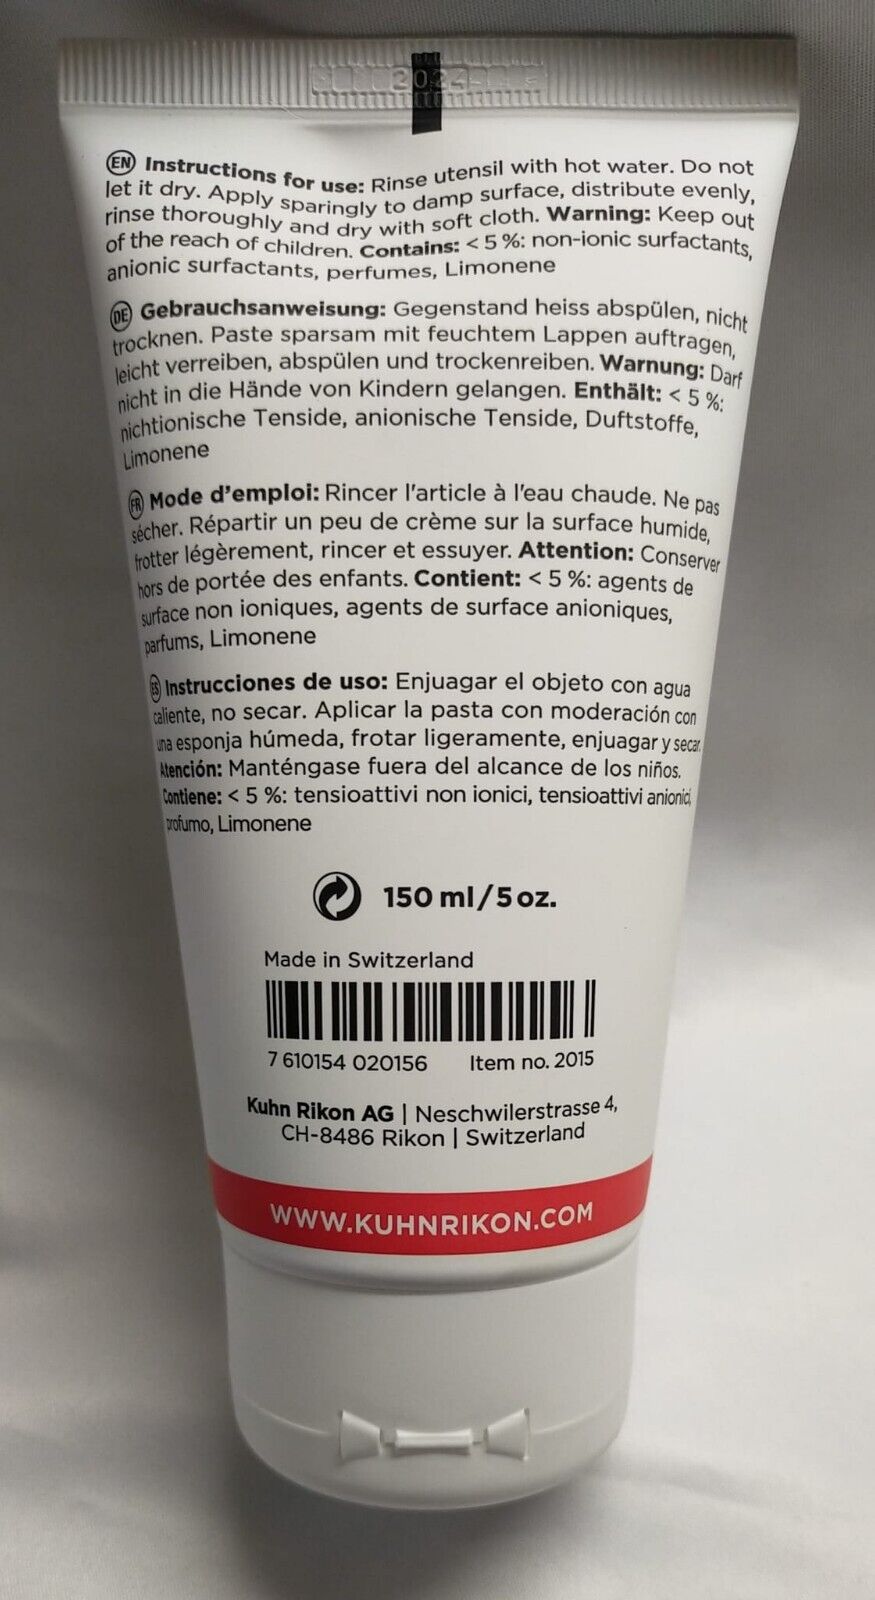 2024
EN Instructions for use: Rinse utensil with hot water. Do not
let it dry. Apply sparingly to damp surface, distribute evenly,
rinse thoroughly and dry with soft cloth. Warning: Keep out
of the reach of children. Contains: < 5 %: non-ionic surfactants,
anionic surfactants, perfumes, Limonene
DE Gebrauchsanweisung: Gegenstand heiss abspülen, nicht
trocknen. Paste sparsam mit feuchtem Lappen auftragen,
leicht verreiben, abspülen und trockenreiben. Warnung: Darf
nicht in die Hände von Kindern gelangen. Enthält: < 5 %:
nichtionische Tenside, anionische Tenside, Duftstoffe,
Limonene
FR Mode d'emploi: Rincer l'article à l'eau chaude. Ne pas
sécher. Répartir un peu de crème sur la surface humide,
frotter légèrement, rincer et essuyer. Attention: Conserver
hors de portée des enfants. Contient: < 5 %: agents de
surface non ioniques, agents de surface anioniques,
parfums, Limonene
ES Instrucciones de uso: Enjuagar el objeto con agua
caliente, no secar. Aplicar la pasta con moderación con
una esponja húmeda, frotar ligeramente, enjuagar y secar.
Atención: Manténgase fuera del alcance de los niños.
Contiene: < 5 %: tensioattivi non ionici, tensioattivi anionici,
profumo, Limonene
150 ml/5 oz.
Made in Switzerland
7 610154 020156 Item no. 2015
Kuhn Rikon AG | Neschwilerstrasse 4,
CH-8486 Rikon | Switzerland
WWW.KUHNRIKON.COM